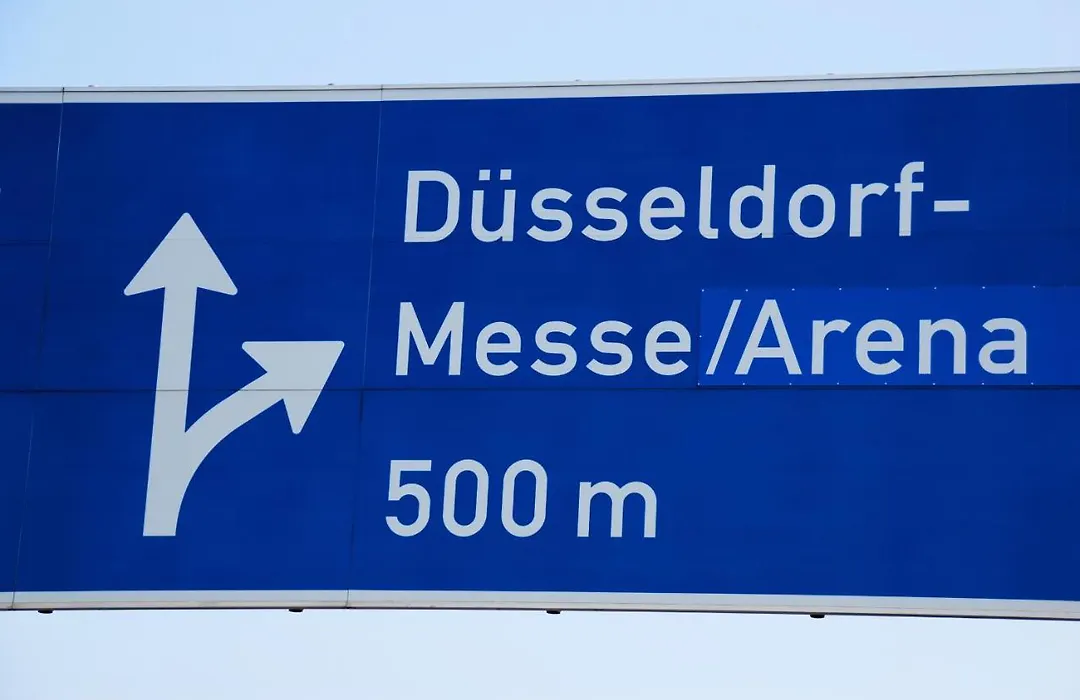 Düsseldorf-
Messe/Arena
500 m